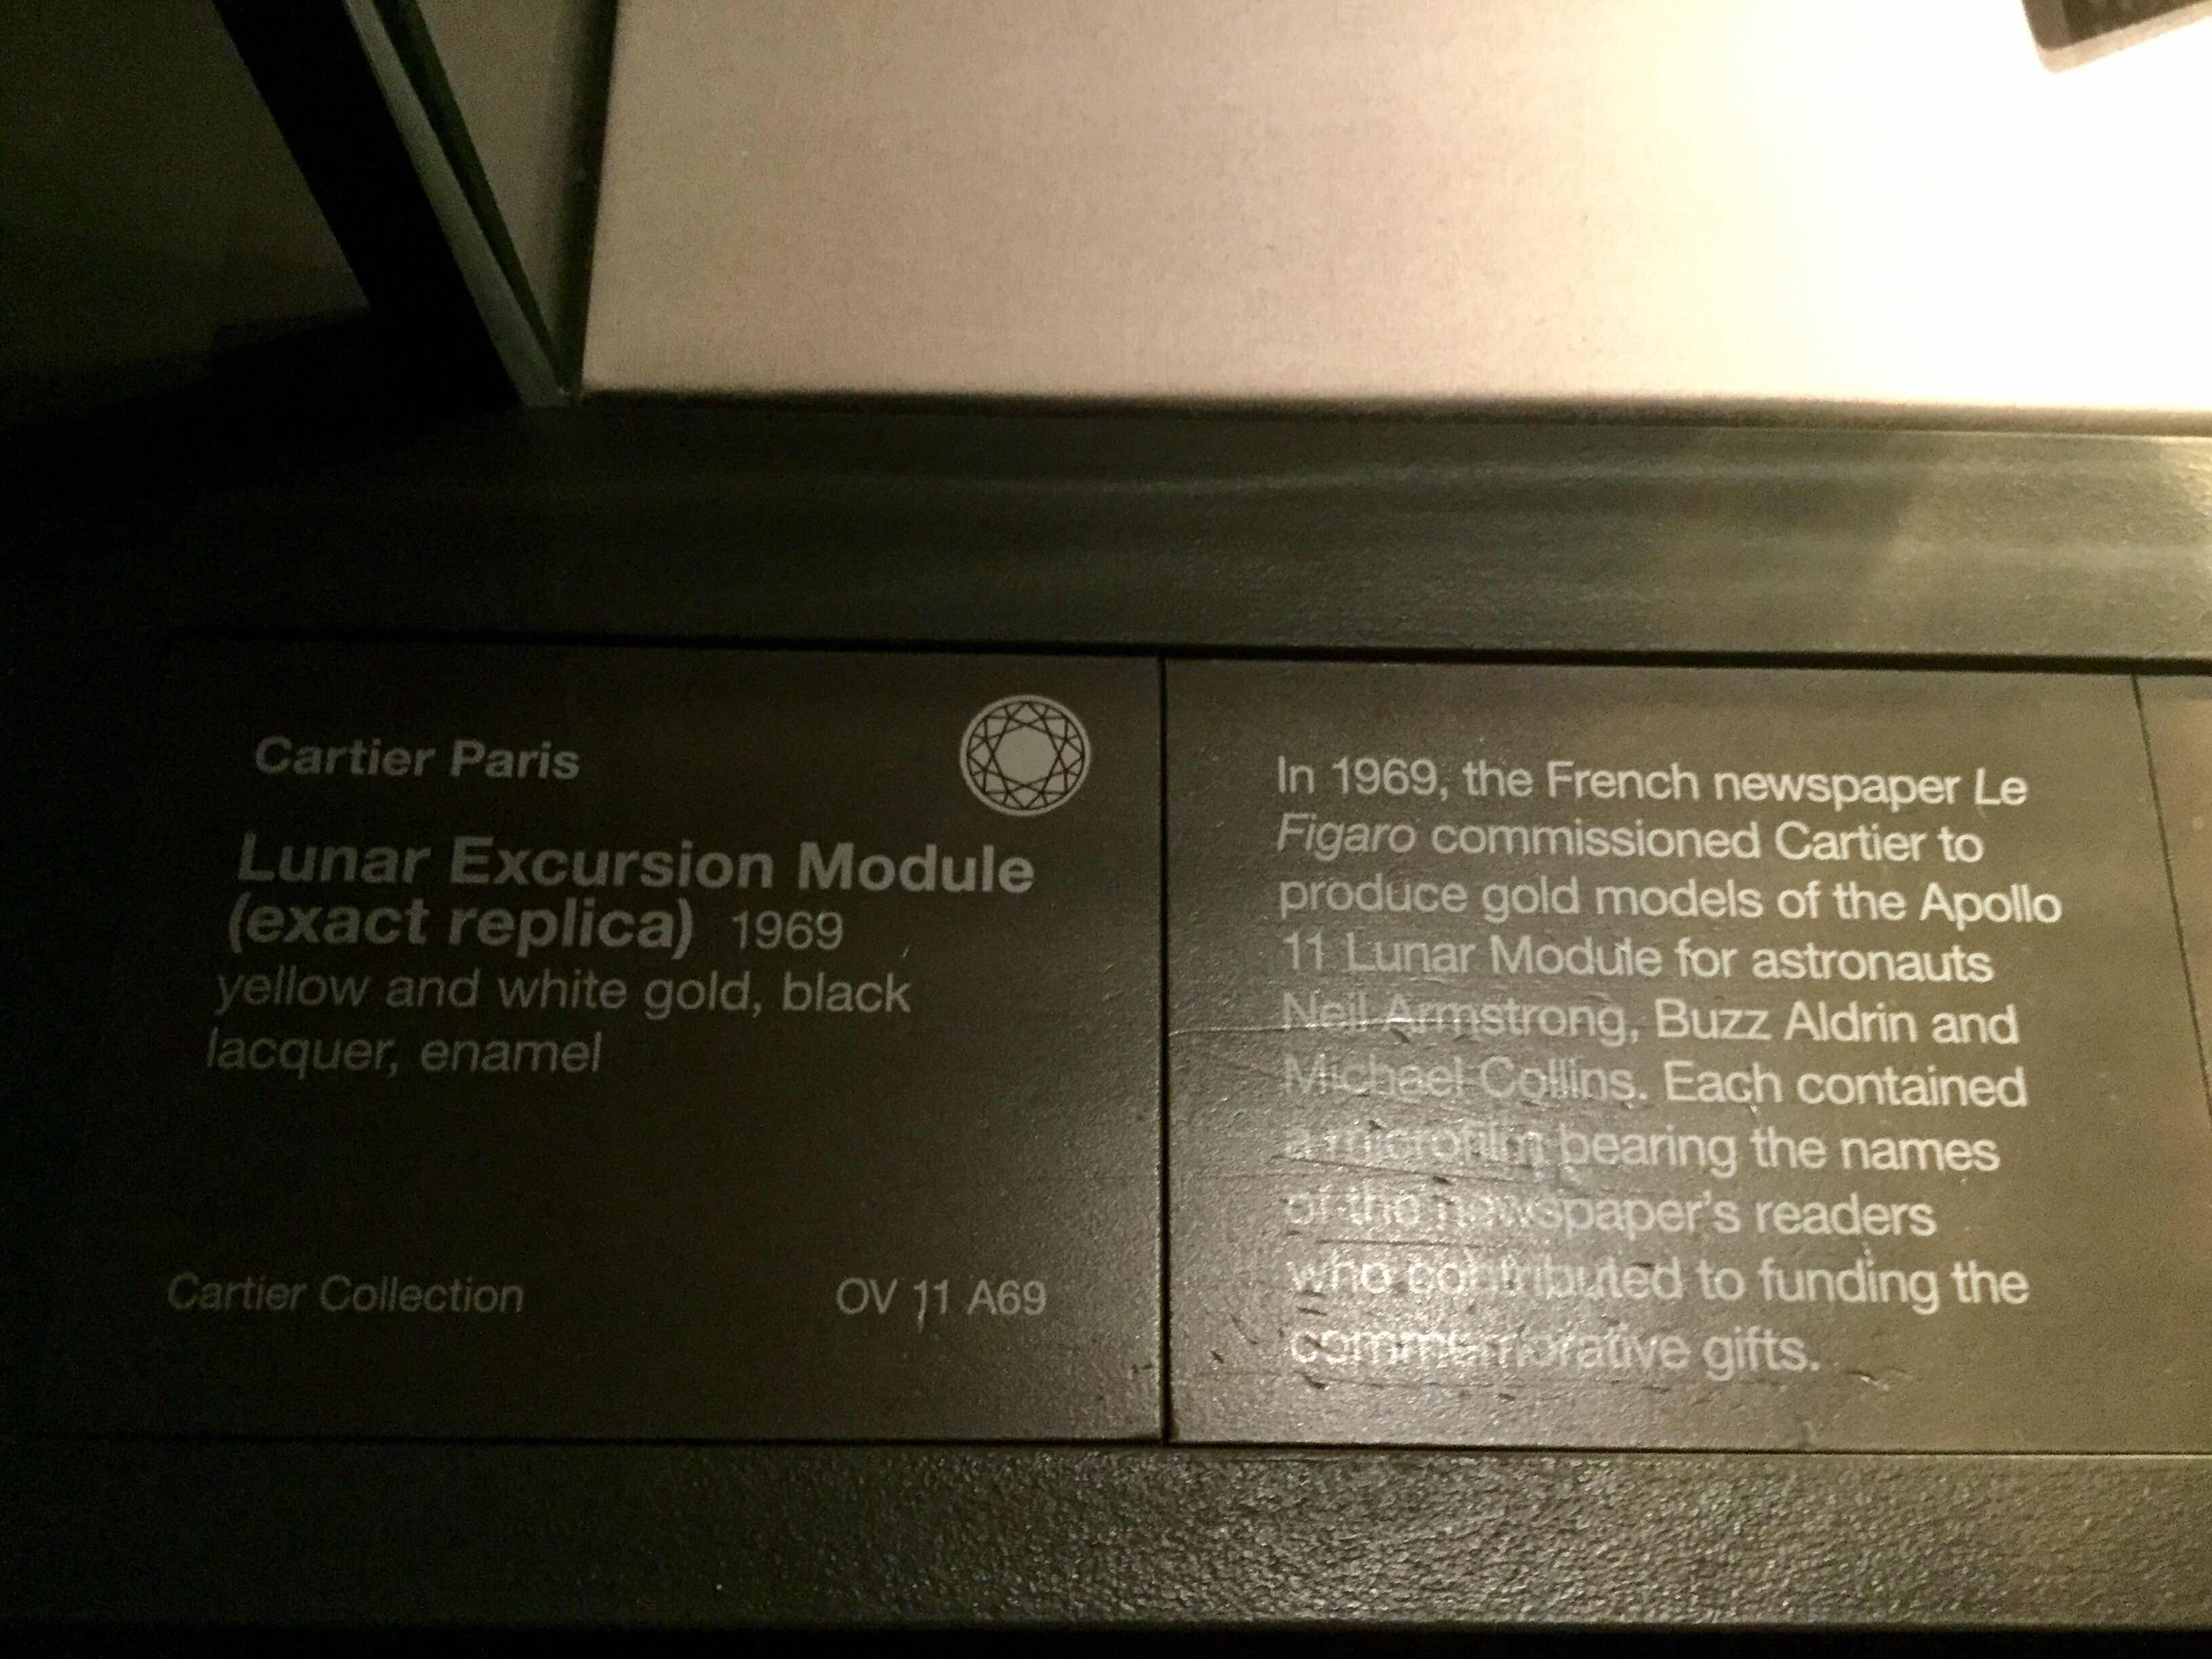 Cartier Paris
Lunar Excursion Module
(exact replica) 1969
yellow and white gold, black
lacquer, enamel
Cartier Collection OV 11 A69
In 1969, the French newspaper Le
Figaro commissioned Cartier to
produce gold models of the Apollo
11 Lunar Module for astronauts
Neil Armstrong, Buzz Aldrin and
Michael Collins. Each contained
a microfilm bearing the names
of the newspaper's readers
who contributed to funding the
commemorative gifts.